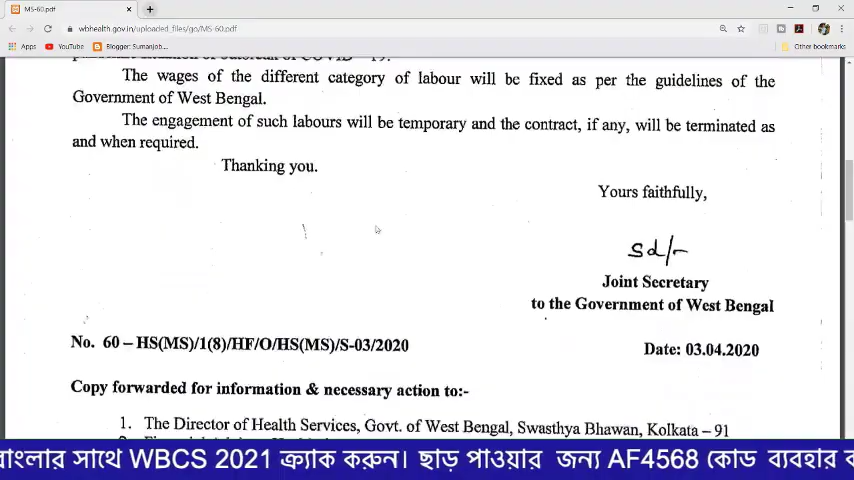 MS-60.pdf
wbhealth.gov.in/uploaded_files/go/MS-60.pdf
Apps YouTube Blogger: Sumanjob.... Other bookmarks
The wages of the different category of labour will be fixed as per the guidelines of the
Government of West Bengal.
The engagement of such labours will be temporary and the contract, if any, will be terminated as
and when required.
Thanking you.
Yours faithfully,
Sd/-
Joint Secretary
to the Government of West Bengal
No. 60 – HS(MS)/1(8)/HF/O/HS(MS)/S-03/2020
Date: 03.04.2020
Copy forwarded for information & necessary action to:-
1. The Director of Health Services, Govt. of West Bengal, Swasthya Bhawan, Kolkata – 91
বাংলার সাথে WBCS 2021 ক্র্যাক করুন। ছাড় পাওয়ার জন্য AF4568 কোড ব্যবহার